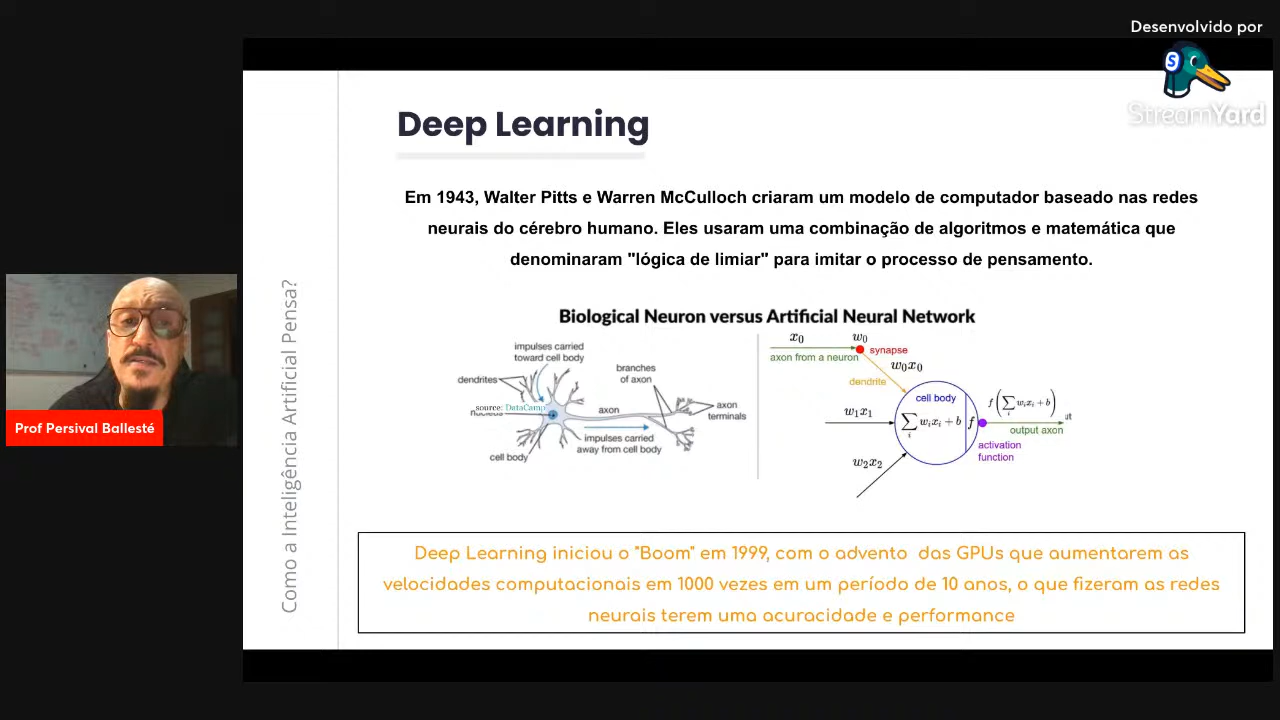 Desenvolvido por
StreamYard
Deep Learning
Em 1943, Walter Pitts e Warren McCulloch criaram um modelo de computador baseado nas redes
neurais do cérebro humano. Eles usaram uma combinação de algoritmos e matemática que
denominaram "lógica de limiar" para imitar o processo de pensamento.
Como a Inteligência Artificial Pensa?
Biological Neuron versus Artificial Neural Network
impulses carried
toward cell body
dendrites
branches
of axon
source: DataCamp
nucleus
axon
axon
terminals
impulses carried
away from cell body
cell body
x₀
w₀
synapse
axon from a neuron
w₀x₀
dendrite
cell body
w₁x₁
∑ᵢ wᵢxᵢ + b
f
f(∑ᵢ wᵢxᵢ + b)
output axon
activation
function
w₂x₂
Prof Persival Ballesté
Deep Learning iniciou o "Boom" em 1999, com o advento das GPUs que aumentarem as
velocidades computacionais em 1000 vezes em um período de 10 anos, o que fizeram as redes
neurais terem uma acuracidade e performance